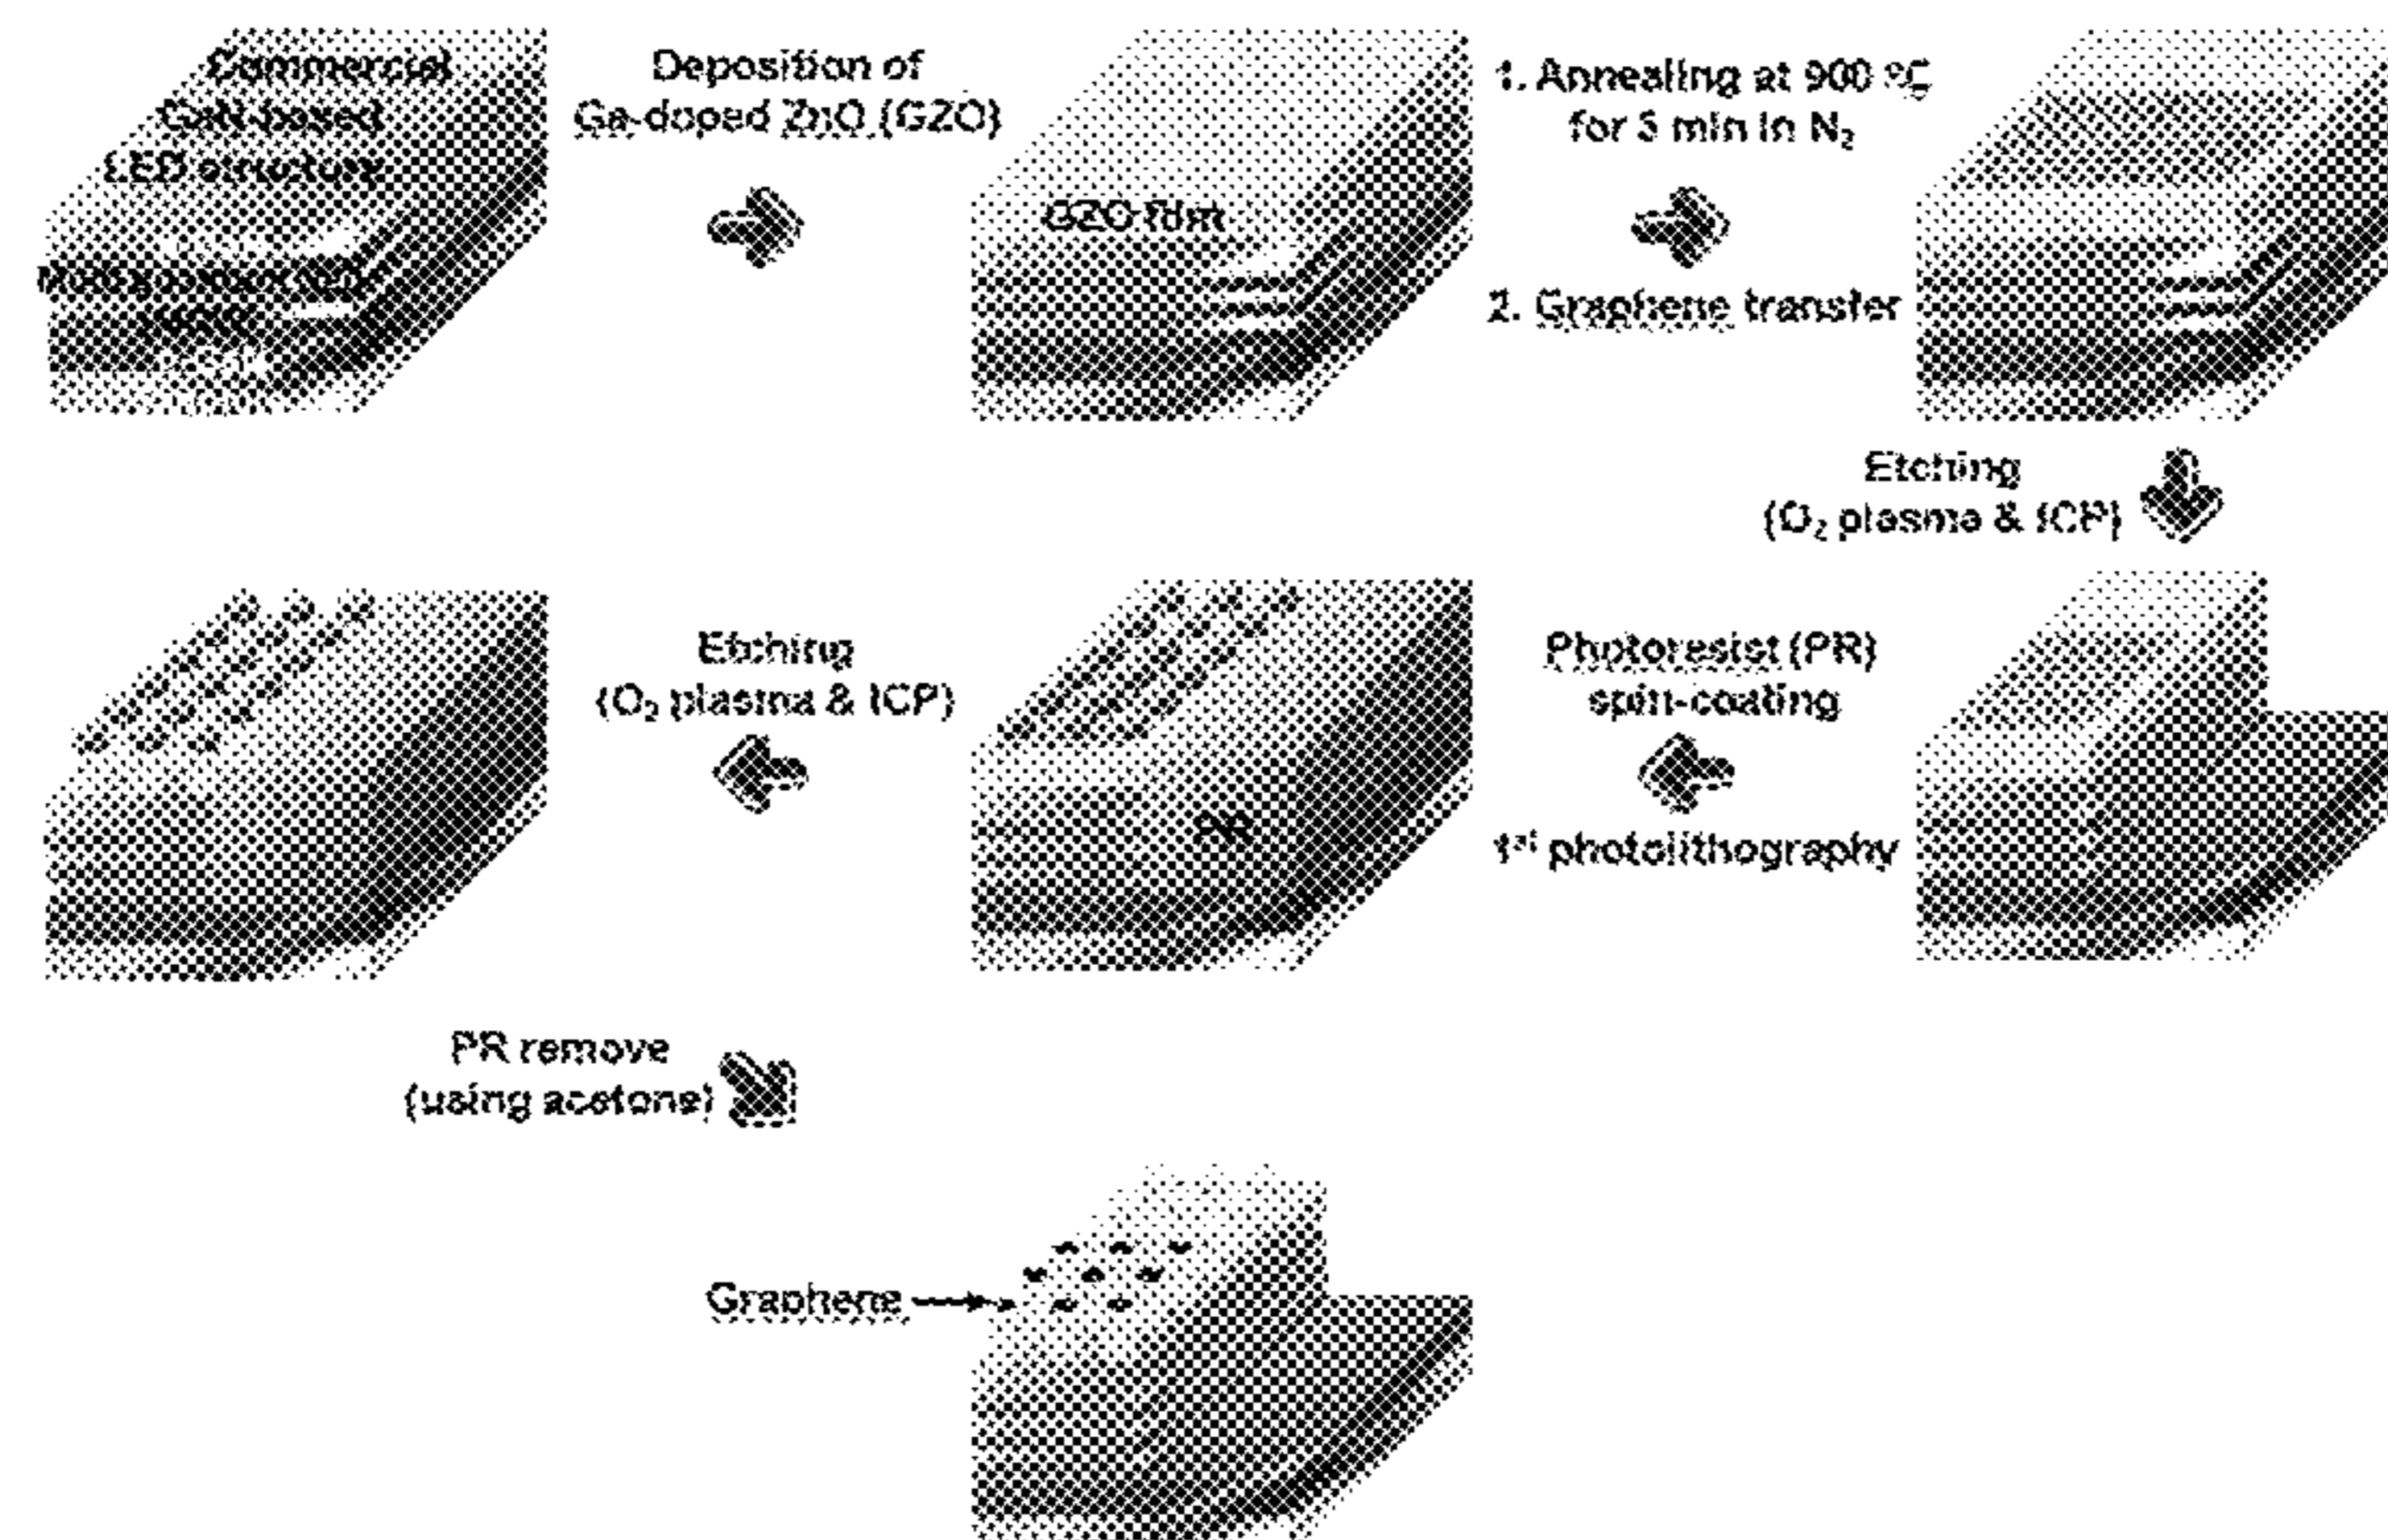 Commercial
GaN-based
LED structure
Deposition of
Ga-doped ZnO (GZO)
GZO film
1. Annealing at 900 °C
for 5 min in N₂
2. Graphene transfer
Etching
(O₂ plasma & ICP)
Photoresist (PR)
spin-coating
1ˢᵗ photolithography
PR
Etching
(O₂ plasma & ICP)
PR remove
(using acetone)
Graphene